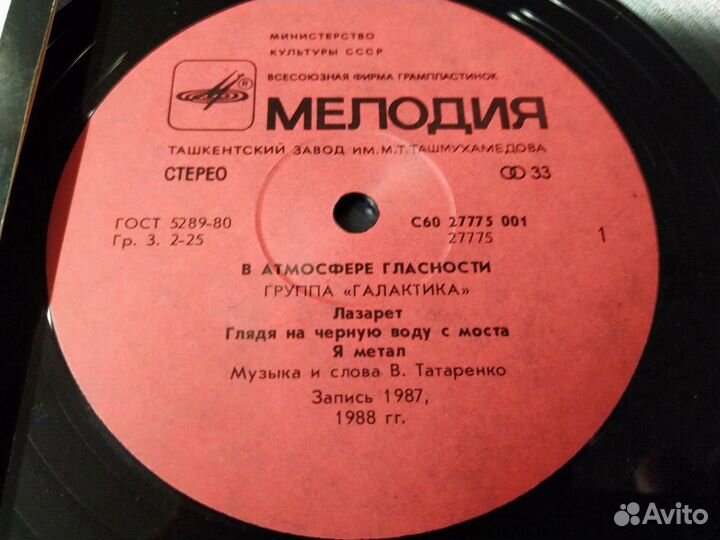 МИНИСТЕРСТВО
КУЛЬТУРЫ СССР
ВСЕСОЮЗНАЯ ФИРМА ГРАМПЛАСТИНОК
®
МЕЛОДИЯ
ТАШКЕНТСКИЙ ЗАВОД ИМ. М.Т. ТАШМУХАМЕДОВА
СТЕРЕО 33
ГОСТ 5289-80 С60 27775 001
Гр. 3. 2-25 27775 1
В АТМОСФЕРЕ ГЛАСНОСТИ
ГРУППА «ГАЛАКТИКА»
Лазарет
Глядя на черную воду с моста
Я метал
Музыка и слова В. Татаренко
Запись 1987,
1988 гг.
Avito